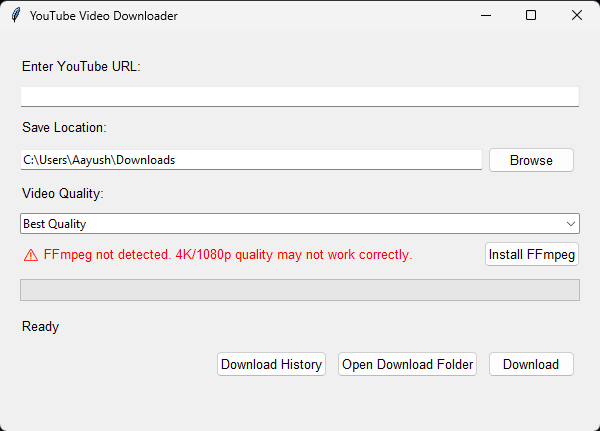 YouTube Video Downloader
Enter YouTube URL:
Save Location:
C:\Users\Aayush\Downloads
Browse
Video Quality:
Best Quality
⚠ FFmpeg not detected. 4K/1080p quality may not work correctly.
Install FFmpeg
Ready
Download History
Open Download Folder
Download